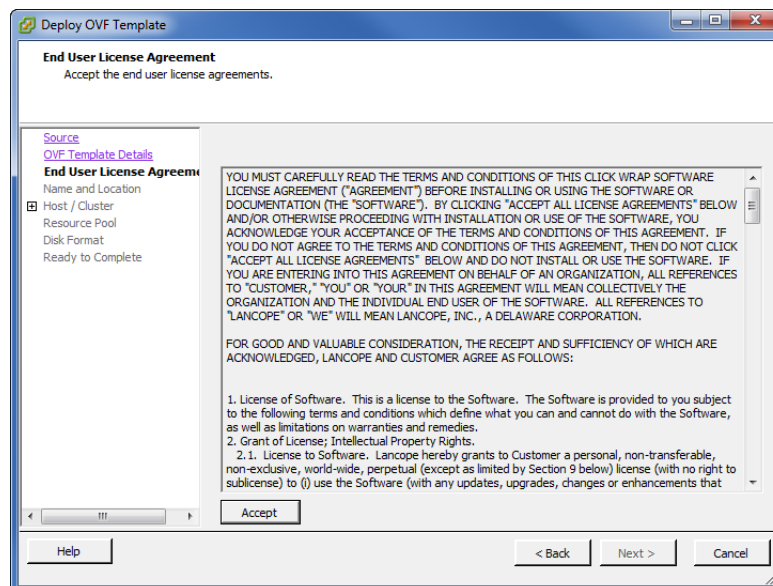 Deploy OVF Template
End User License Agreement
Accept the end user license agreements.
Source
OVF Template Details
End User License Agreeme
Name and Location
Host / Cluster
Resource Pool
Disk Format
Ready to Complete
YOU MUST CAREFULLY READ THE TERMS AND CONDITIONS OF THIS CLICK WRAP SOFTWARE
LICENSE AGREEMENT ("AGREEMENT") BEFORE INSTALLING OR USING THE SOFTWARE OR
DOCUMENTATION (THE "SOFTWARE"). BY CLICKING "ACCEPT ALL LICENSE AGREEMENTS" BELOW
AND/OR OTHERWISE PROCEEDING WITH INSTALLATION OR USE OF THE SOFTWARE, YOU
ACKNOWLEDGE YOUR ACCEPTANCE OF THE TERMS AND CONDITIONS OF THIS AGREEMENT. IF
YOU DO NOT AGREE TO THE TERMS AND CONDITIONS OF THIS AGREEMENT, THEN DO NOT CLICK
"ACCEPT ALL LICENSE AGREEMENTS" BELOW AND DO NOT INSTALL OR USE THE SOFTWARE. IF
YOU ARE ENTERING INTO THIS AGREEMENT ON BEHALF OF AN ORGANIZATION, ALL REFERENCES
TO "CUSTOMER," "YOU" OR "YOUR" IN THIS AGREEMENT WILL MEAN COLLECTIVELY THE
ORGANIZATION AND THE INDIVIDUAL END USER OF THE SOFTWARE. ALL REFERENCES TO
"LANCOPE" OR "WE" WILL MEAN LANCOPE, INC., A DELAWARE CORPORATION.
FOR GOOD AND VALUABLE CONSIDERATION, THE RECEIPT AND SUFFICIENCY OF WHICH ARE
ACKNOWLEDGED, LANCOPE AND CUSTOMER AGREE AS FOLLOWS:
1. License of Software. This is a license to the Software. The Software is provided to you subject
to the following terms and conditions which define what you can and cannot do with the Software,
as well as limitations on warranties and remedies.
2. Grant of License; Intellectual Property Rights.
2.1. License to Software. Lancope hereby grants to Customer a personal, non-transferable,
non-exclusive, world-wide, perpetual (except as limited by Section 9 below) license (with no right to
sublicense) to (i) use the Software (with any updates, upgrades, changes or enhancements that
Accept
Help
< Back
Next >
Cancel